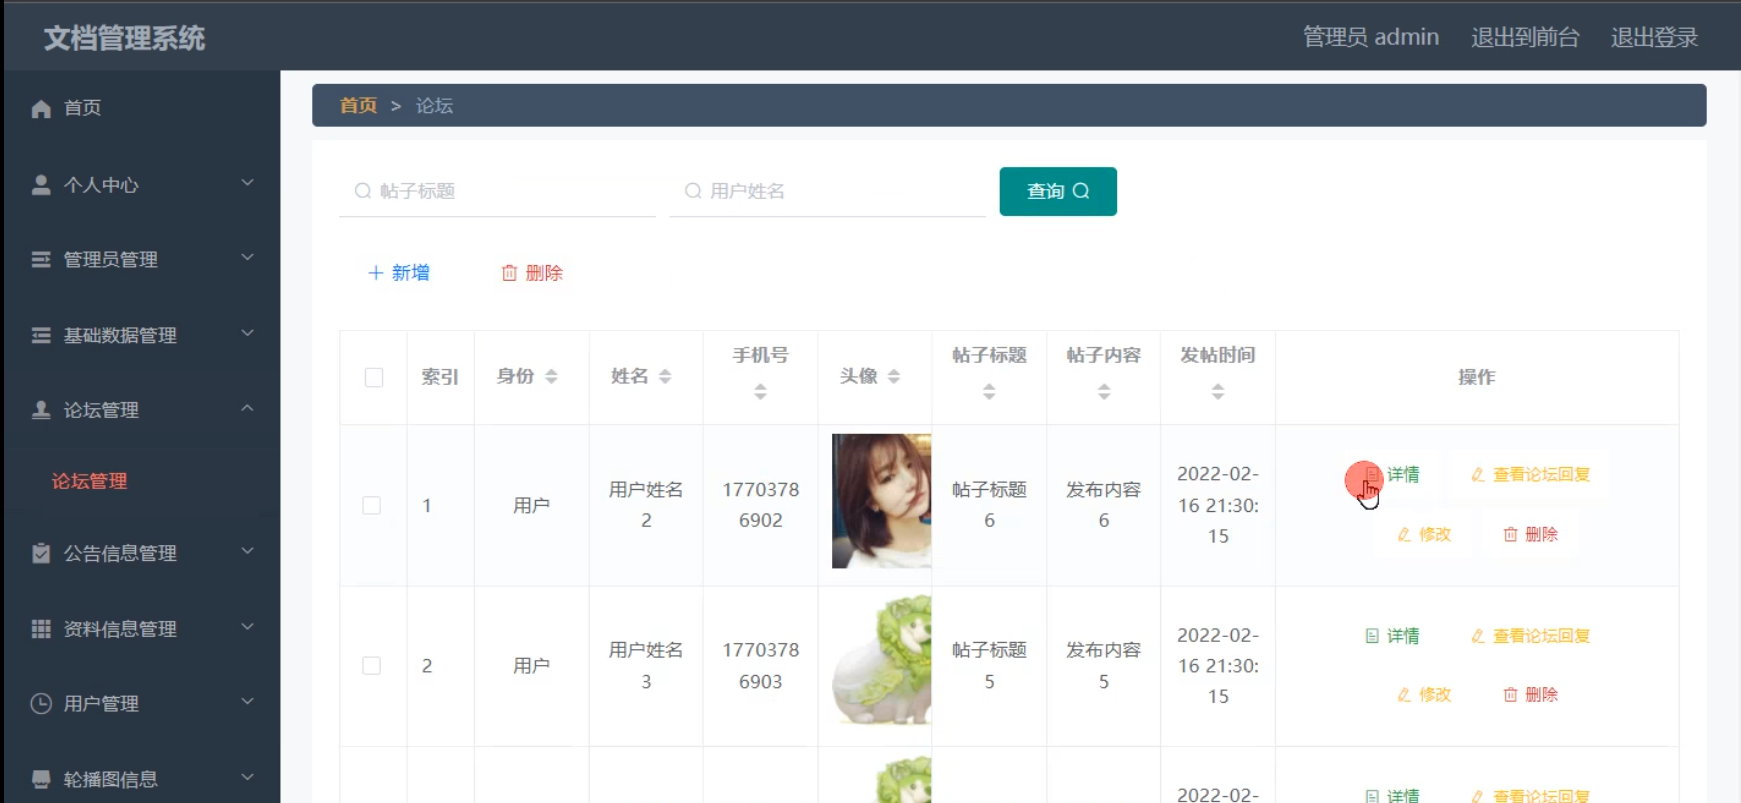 文档管理系统
管理员 admin 退出到前台 退出登录
首页
个人中心
管理员管理
基础数据管理
论坛管理
论坛管理
公告信息管理
资料信息管理
用户管理
轮播图信息
首页 > 论坛
帖子标题 用户姓名 查询
新增 删除
索引 身份 姓名 手机号 头像 帖子标题 帖子内容 发帖时间 操作
1 用户 用户姓名2 17703786902 帖子标题6 发布内容6 2022-02-16 21:30:15 详情 查看论坛回复
修改 删除
2 用户 用户姓名3 17703786903 帖子标题5 发布内容5 2022-02-16 21:30:15 详情 查看论坛回复
修改 删除
2022-02- 详情 查看论坛回复